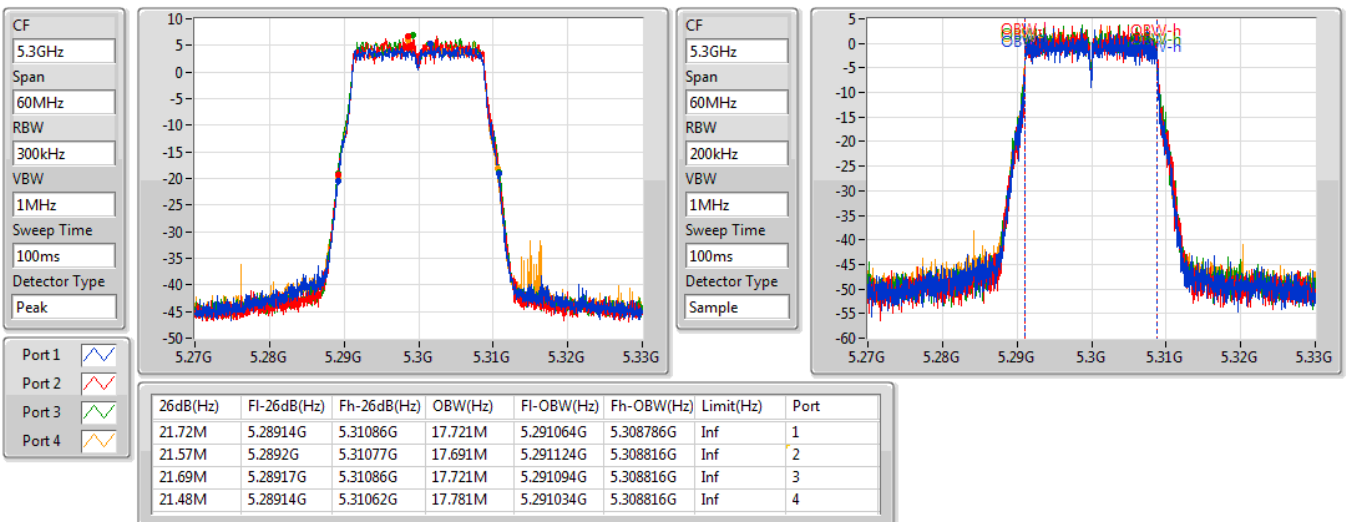 CF
5.3GHz
Span
60MHz
RBW
300kHz
VBW
1MHz
Sweep Time
100ms
Detector Type
Peak
10
5
0
-5
-10
-15
-20
-25
-30
-35
-40
-45
-50
5.27G 5.28G 5.29G 5.3G 5.31G 5.32G 5.33G
CF
5.3GHz
Span
60MHz
RBW
200kHz
VBW
1MHz
Sweep Time
100ms
Detector Type
Sample
5
0
-5
-10
-15
-20
-25
-30
-35
-40
-45
-50
-55
-60
OBW-h
5.27G 5.28G 5.29G 5.3G 5.31G 5.32G 5.33G
Port 1
Port 2
Port 3
Port 4
26dB(Hz) Fl-26dB(Hz) Fh-26dB(Hz) OBW(Hz) Fl-OBW(Hz) Fh-OBW(Hz) Limit(Hz) Port
21.72M 5.28914G 5.31086G 17.721M 5.291064G 5.308786G Inf 1
21.57M 5.2892G 5.31077G 17.691M 5.291124G 5.308816G Inf 2
21.69M 5.28917G 5.31086G 17.721M 5.291094G 5.308816G Inf 3
21.48M 5.28914G 5.31062G 17.781M 5.291034G 5.308816G Inf 4